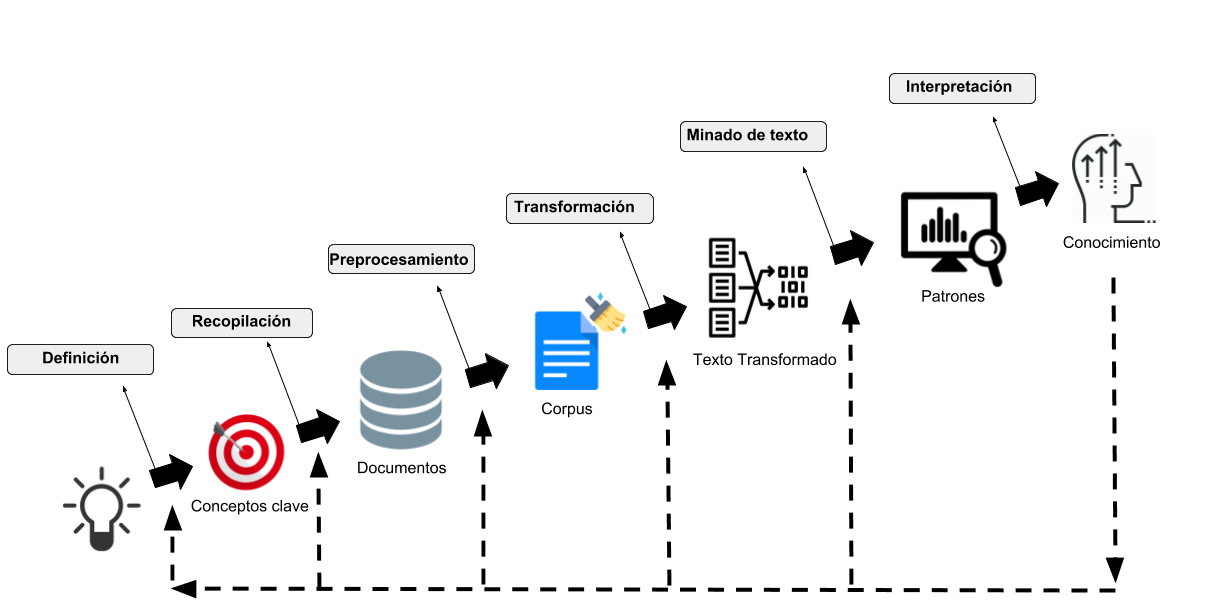 Interpretación
Minado de texto
Conocimiento
Transformación
Patrones
Preprocesamiento
Recopilación
Texto Transformado
Definición
Corpus
Documentos
Conceptos clave